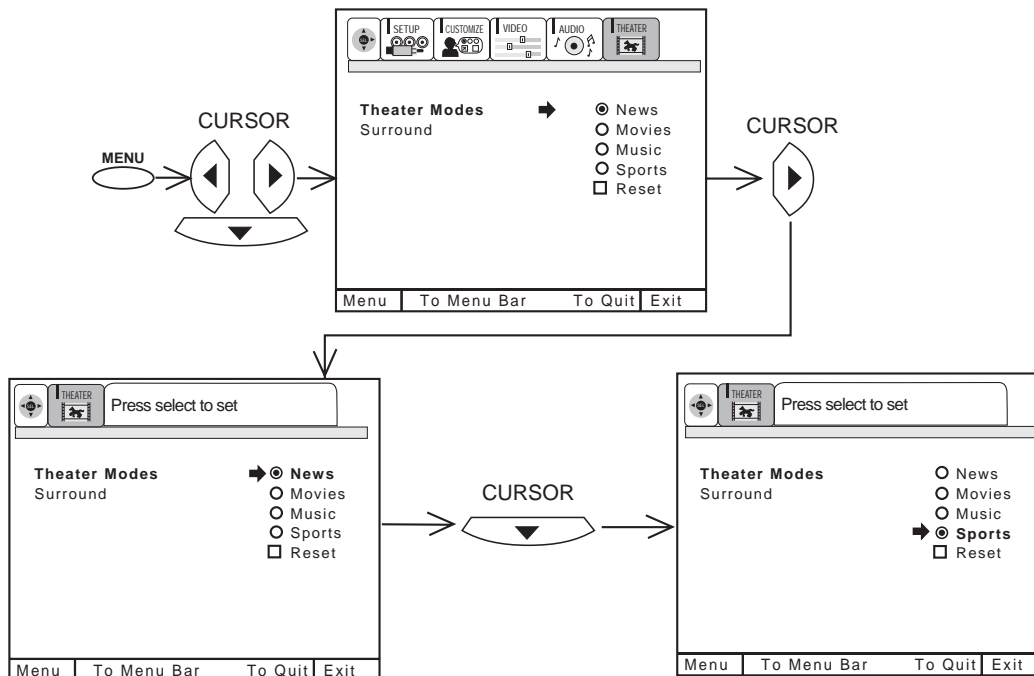 SETUP CUSTOMIZE VIDEO AUDIO THEATER
CURSOR
MENU
Theater Modes
Surround
News
Movies
Music
Sports
Reset
Menu To Menu Bar To Quit Exit
CURSOR
THEATER
Press select to set
Theater Modes
Surround
News
Movies
Music
Sports
Reset
Menu To Menu Bar To Quit Exit
CURSOR
THEATER
Press select to set
Theater Modes
Surround
News
Movies
Music
Sports
Reset
Menu To Menu Bar To Quit Exit